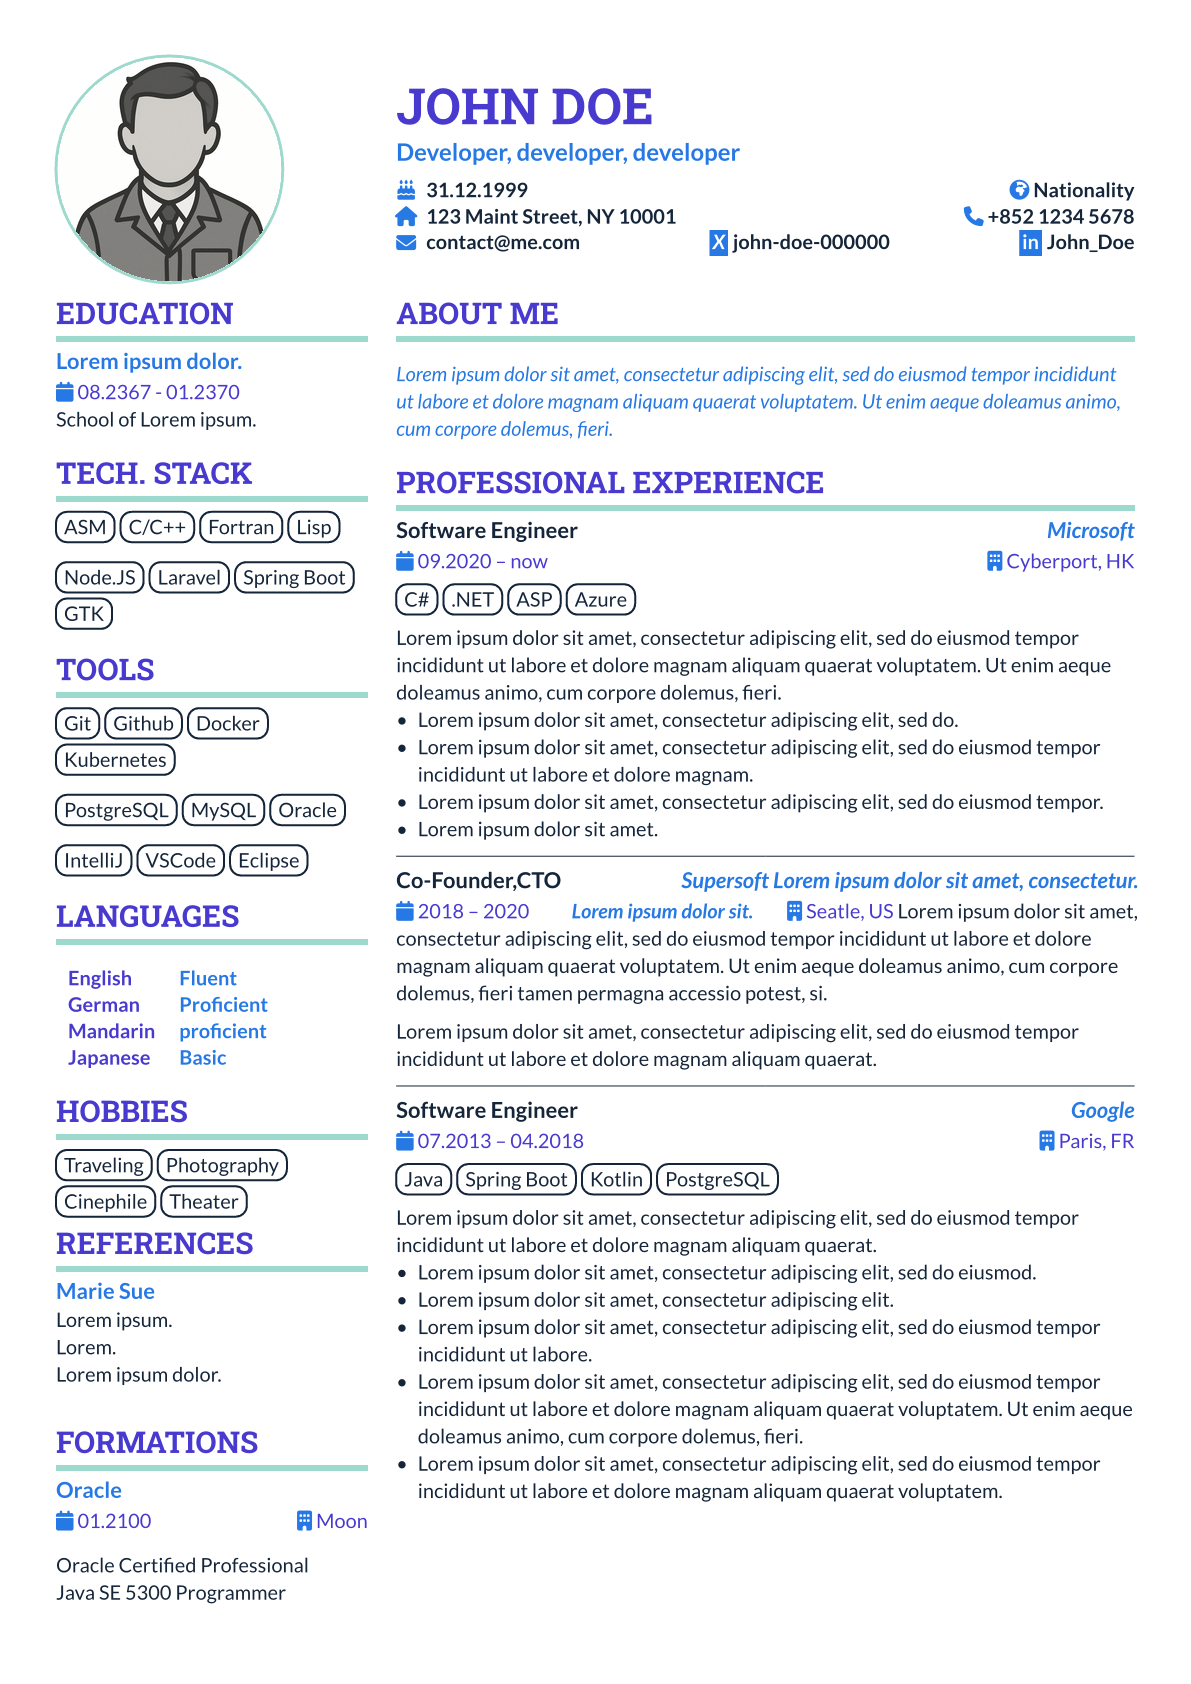 JOHN DOE
Developer, developer, developer
31.12.1999 Nationality
123 Maint Street, NY 10001 +852 1234 5678
contact@me.com X john-doe-000000 in John_Doe
EDUCATION
Lorem ipsum dolor.
08.2367 - 01.2370
School of Lorem ipsum.
TECH. STACK
ASM C/C++ Fortran Lisp
Node.JS Laravel Spring Boot
GTK
TOOLS
Git Github Docker
Kubernetes
PostgreSQL MySQL Oracle
IntelliJ VSCode Eclipse
LANGUAGES
English Fluent
German Proficient
Mandarin proficient
Japanese Basic
HOBBIES
Traveling Photography
Cinephile Theater
REFERENCES
Marie Sue
Lorem ipsum.
Lorem.
Lorem ipsum dolor.
FORMATIONS
Oracle
01.2100 Moon
Oracle Certified Professional
Java SE 5300 Programmer
ABOUT ME
Lorem ipsum dolor sit amet, consectetur adipiscing elit, sed do eiusmod tempor incididunt
ut labore et dolore magnam aliquam quaerat voluptatem. Ut enim aeque doleamus animo,
cum corpore dolemus, fieri.
PROFESSIONAL EXPERIENCE
Software Engineer Microsoft
09.2020 – now Cyberport, HK
C# .NET ASP Azure
Lorem ipsum dolor sit amet, consectetur adipiscing elit, sed do eiusmod tempor
incididunt ut labore et dolore magnam aliquam quaerat voluptatem. Ut enim aeque
doleamus animo, cum corpore dolemus, fieri.
• Lorem ipsum dolor sit amet, consectetur adipiscing elit, sed do.
• Lorem ipsum dolor sit amet, consectetur adipiscing elit, sed do eiusmod tempor
incididunt ut labore et dolore magnam.
• Lorem ipsum dolor sit amet, consectetur adipiscing elit, sed do eiusmod tempor.
• Lorem ipsum dolor sit amet.
Co-Founder,CTO Supersoft Lorem ipsum dolor sit amet, consectetur.
2018 – 2020 Lorem ipsum dolor sit. Seatle, US Lorem ipsum dolor sit amet,
consectetur adipiscing elit, sed do eiusmod tempor incididunt ut labore et dolore
magnam aliquam quaerat voluptatem. Ut enim aeque doleamus animo, cum corpore
dolemus, fieri tamen permagna accessio potest, si.
Lorem ipsum dolor sit amet, consectetur adipiscing elit, sed do eiusmod tempor
incididunt ut labore et dolore magnam aliquam quaerat.
Software Engineer Google
07.2013 – 04.2018 Paris, FR
Java Spring Boot Kotlin PostgreSQL
Lorem ipsum dolor sit amet, consectetur adipiscing elit, sed do eiusmod tempor
incididunt ut labore et dolore magnam aliquam quaerat.
• Lorem ipsum dolor sit amet, consectetur adipiscing elit, sed do eiusmod.
• Lorem ipsum dolor sit amet, consectetur adipiscing elit.
• Lorem ipsum dolor sit amet, consectetur adipiscing elit, sed do eiusmod tempor
incididunt ut labore.
• Lorem ipsum dolor sit amet, consectetur adipiscing elit, sed do eiusmod tempor
incididunt ut labore et dolore magnam aliquam quaerat voluptatem. Ut enim aeque
doleamus animo, cum corpore dolemus, fieri.
• Lorem ipsum dolor sit amet, consectetur adipiscing elit, sed do eiusmod tempor
incididunt ut labore et dolore magnam aliquam quaerat voluptatem.